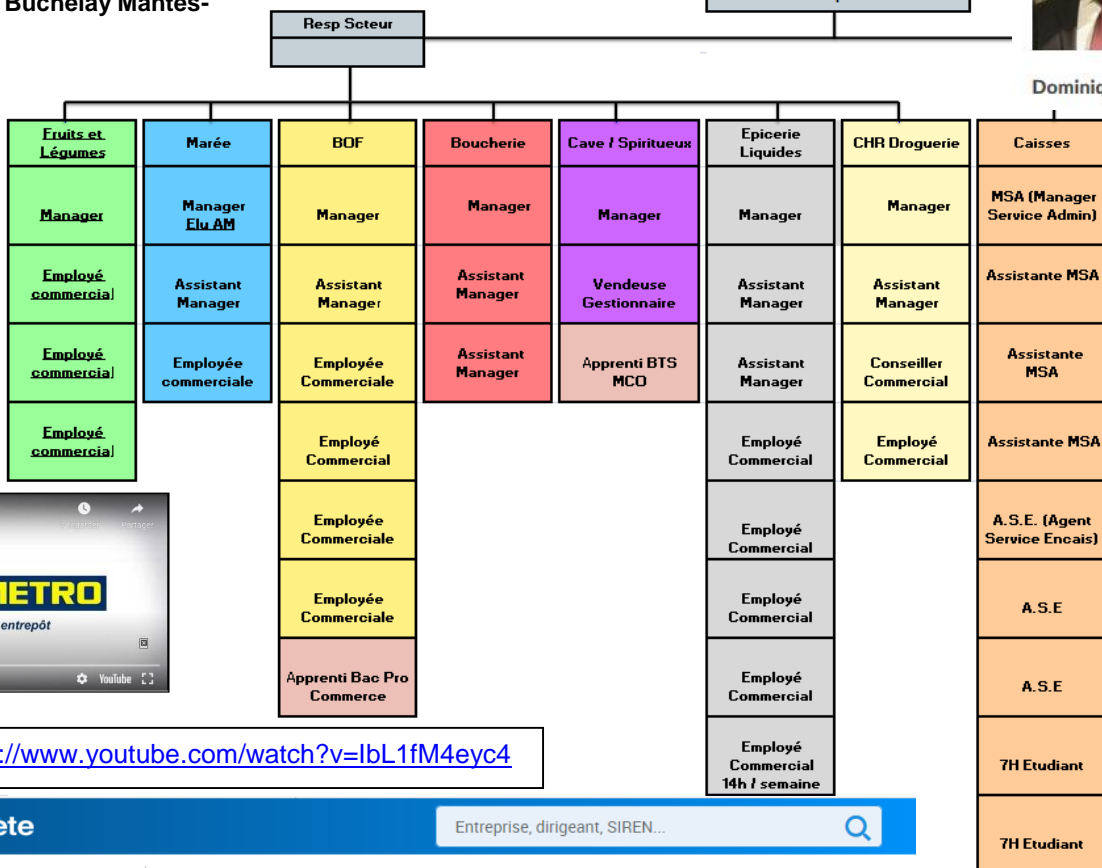 Buchelay Mantes-
Resp Scteur
Dominic
Fruits et
Légumes
Manager
Employé
commercial
Employé
commercial
Employé
commercial
Marée
Manager
Elu AM
Assistant
Manager
Employée
commerciale
BOF
Manager
Assistant
Manager
Employée
Commerciale
Employé
Commercial
Employée
Commerciale
Employée
Commerciale
Apprenti Bac Pro
Commerce
Boucherie
Manager
Assistant
Manager
Assistant
Manager
Cave / Spiritueux
Manager
Vendeuse
Gestionnaire
Apprenti BTS
MCO
Epicerie
Liquides
Manager
Assistant
Manager
Assistant
Manager
Employé
Commercial
Employé
Commercial
Employé
Commercial
Employé
Commercial
Employé
Commercial
14h / semaine
CHR Droguerie
Manager
Assistant
Manager
Conseiller
Commercial
Employé
Commercial
Caisses
MSA (Manager
Service Admin)
Assistante MSA
Assistante
MSA
Assistante MSA
A.S.E. (Agent
Service Encais)
A.S.E
A.S.E
7H Etudiant
7H Etudiant
Partager
METRO
entrepôt
YouTube
://www.youtube.com/watch?v=IbL1fM4eyc4
ete
Entreprise, dirigeant, SIREN...